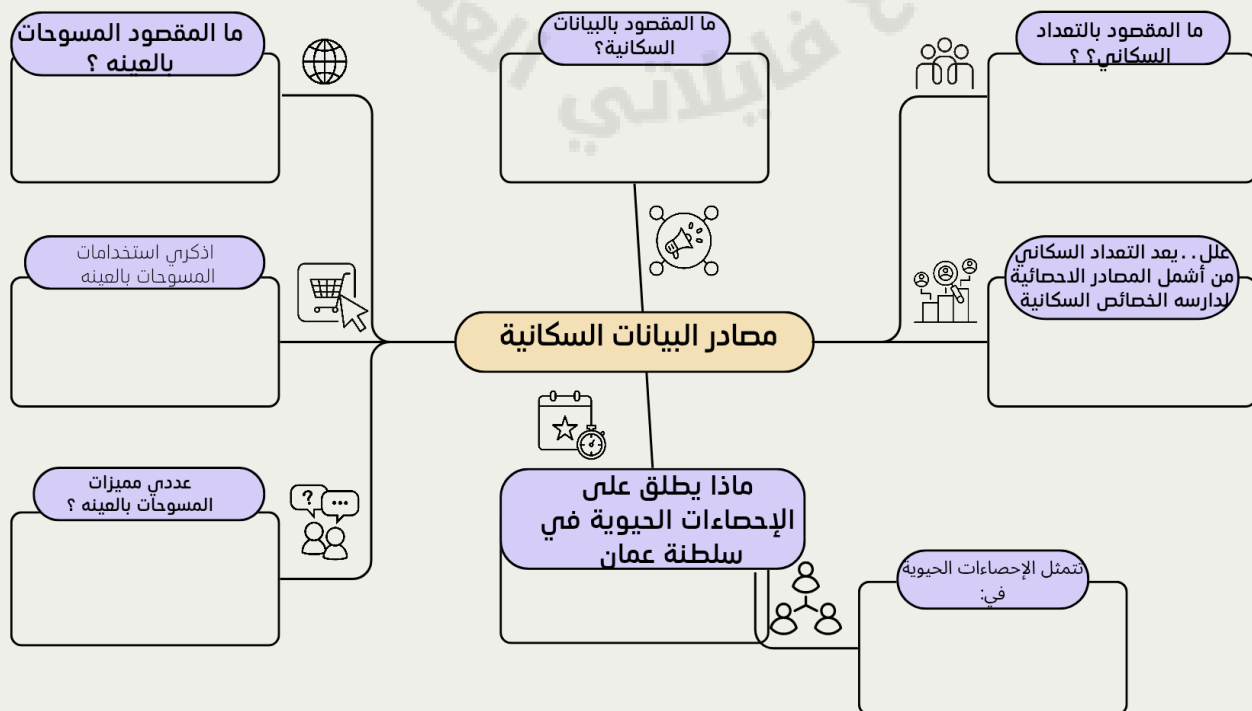 ما المقصود بالتعداد
السكاني؟ ؟
ما المقصود بالبيانات
السكانية؟
ما المقصود المسوحات
بالعينه ؟
علل..يعد التعداد السكاني
من أشمل المصادر الاحصائية
لدارسه الخصائص السكانية
اذكري استخدامات
المسوحات بالعينه
مصادر البيانات السكانية
عددي مميزات
المسوحات بالعينه ؟
ماذا يطلق على
الإحصاءات الحيوية في
سلطنة عمان
تتمثل الإحصاءات الحيوية
في:
فايلاتي